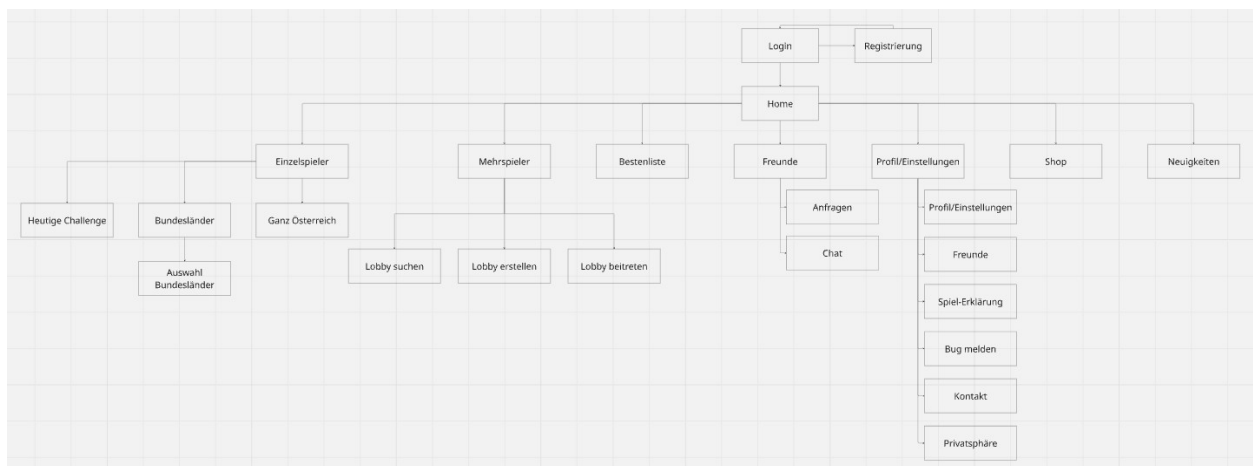 Login
Registrierung
Home
Einzelspieler
Mehrspieler
Bestenliste
Freunde
Profil/Einstellungen
Shop
Neuigkeiten
Heutige Challenge
Bundesländer
Ganz Österreich
Auswahl
Bundesländer
Lobby suchen
Lobby erstellen
Lobby beitreten
Anfragen
Chat
Profil/Einstellungen
Freunde
Spiel-Erklärung
Bug melden
Kontakt
Privatsphäre